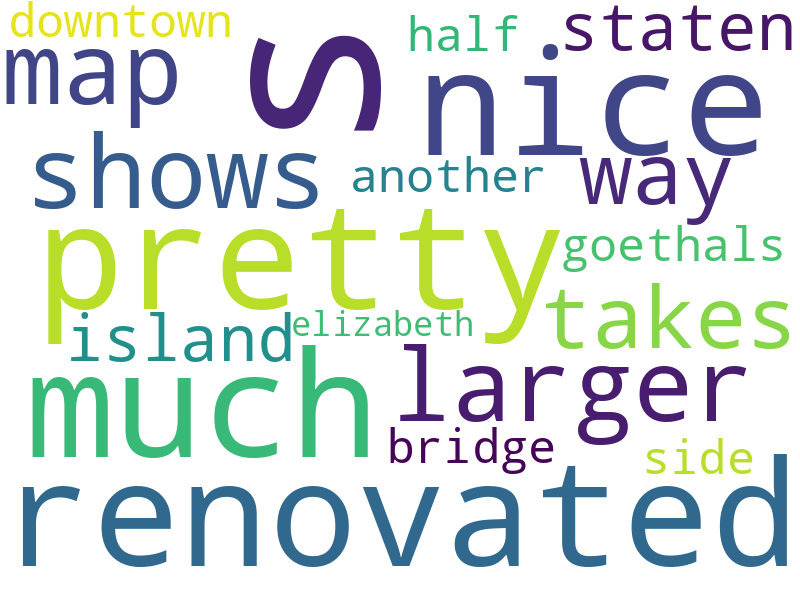 downtown
half
staten
map
s
nice
shows
another
way
pretty
goethals
island
elizabeth
takes
much
larger
bridge
side
renovated